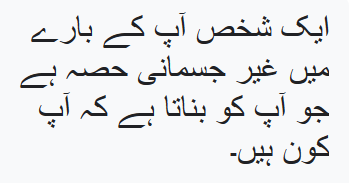 ایک شخص آپ کے بارے
میں غیر جسمانی حصہ ہے
جو آپ کو بناتا ہے کہ آپ
کون ہیں۔